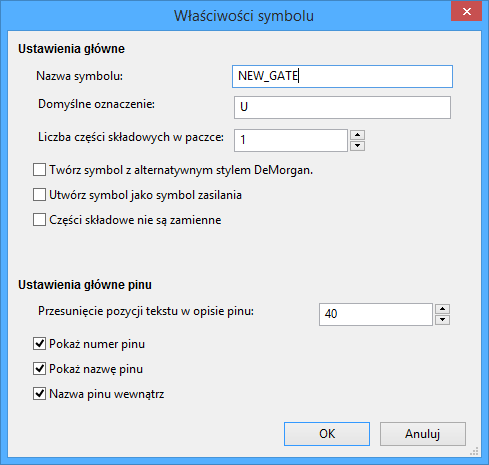 Właściwości symbolu
Ustawienia główne
Nazwa symbolu: NEW_GATE
Domyślne oznaczenie: U
Liczba części składowych w paczce: 1
Twórz symbol z alternatywnym stylem DeMorgan.
Utwórz symbol jako symbol zasilania
Części składowe nie są zamienne
Ustawienia główne pinu
Przesunięcie pozycji tekstu w opisie pinu: 40
Pokaż numer pinu
Pokaż nazwę pinu
Nazwa pinu wewnątrz
OK Anuluj